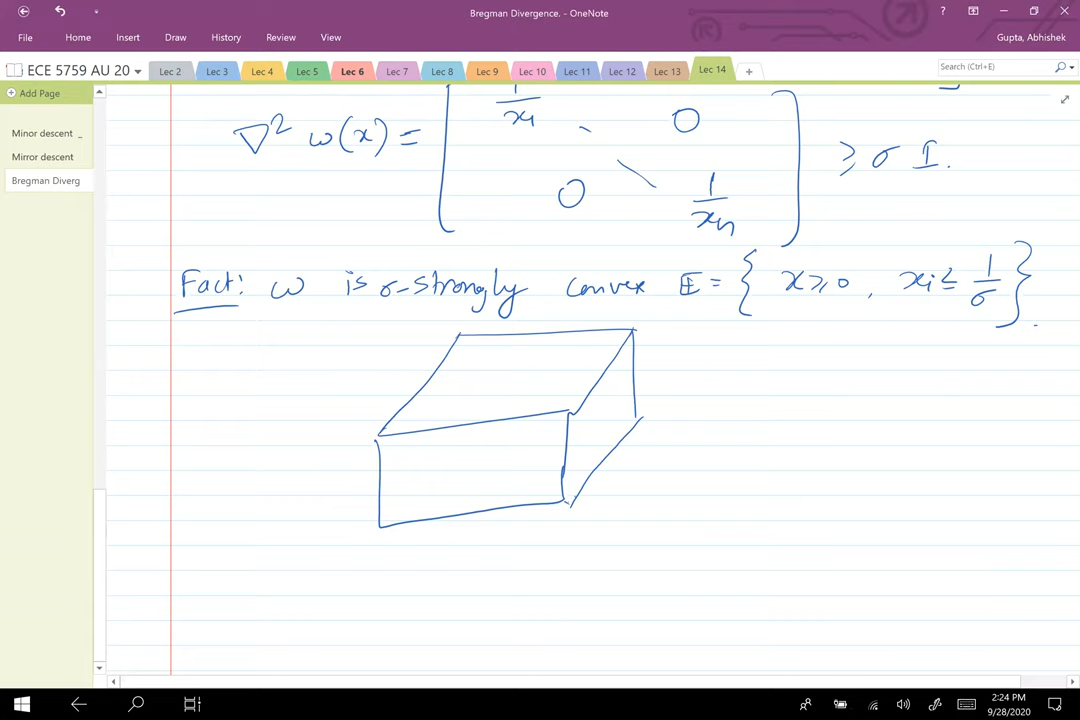 Bregman Divergence. - OneNote
?
File Home Insert Draw History Review View
Gupta, Abhishek
ECE 5759 AU 20
Lec 2 Lec 3 Lec 4 Lec 5 Lec 6 Lec 7 Lec 8 Lec 9 Lec 10 Lec 11 Lec 12 Lec 13 Lec 14 +
Search (Ctrl+E)
Add Page
Minor descent
Mirror descent
Bregman Diverg
∇² ω(x) = [ 1/x₁ 0 0 1/xₙ ] ≥ σ I.
Fact: ω is σ-strongly convex E = { x ≥ 0, xᵢ ≤ 1/σ }.
2:24 PM
9/28/2020